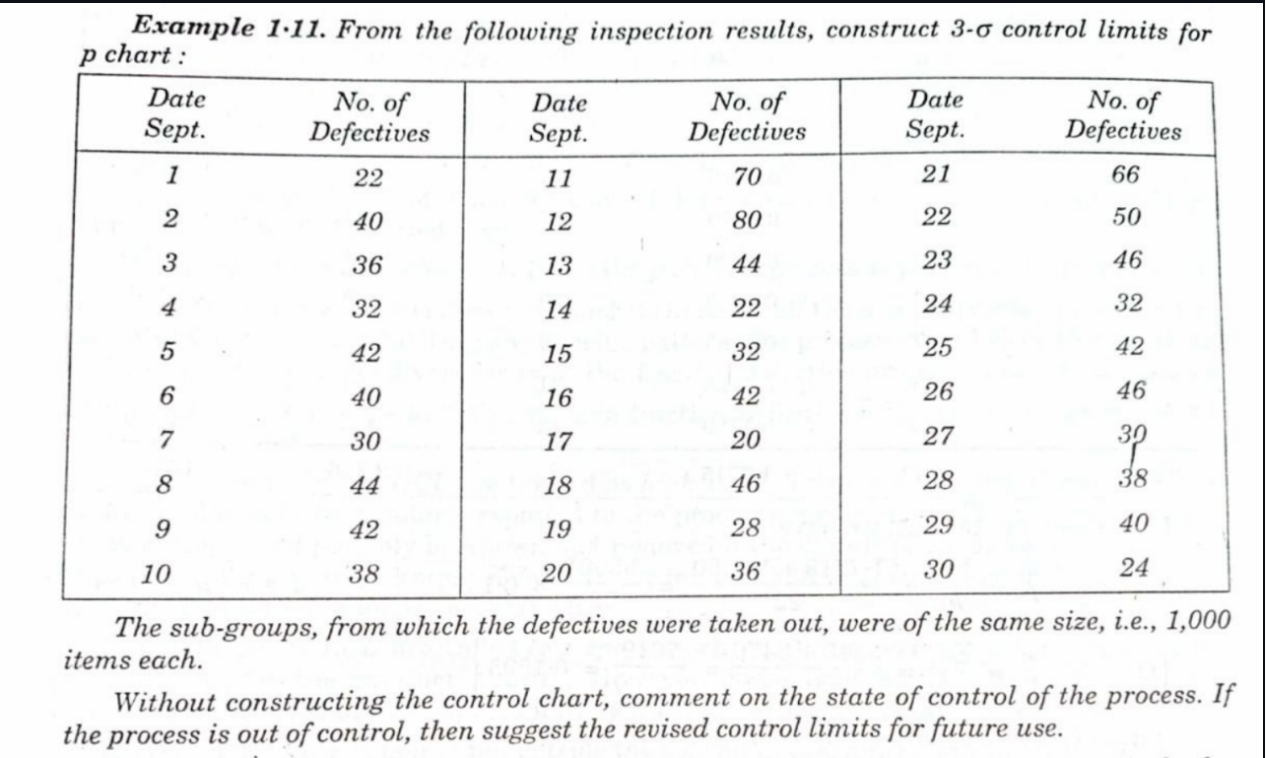 Example 1·11. From the following inspection results, construct 3-σ control limits for
p chart :
Date No. of Date No. of Date No. of
Sept. Defectives Sept. Defectives Sept. Defectives
1 22 11 70 21 66
2 40 12 80 22 50
3 36 13 44 23 46
4 32 14 22 24 32
5 42 15 32 25 42
6 40 16 42 26 46
7 30 17 20 27 30
8 44 18 46 28 38
9 42 19 28 29 40
10 38 20 36 30 24
The sub-groups, from which the defectives were taken out, were of the same size, i.e., 1,000
items each.
Without constructing the control chart, comment on the state of control of the process. If
the process is out of control, then suggest the revised control limits for future use.